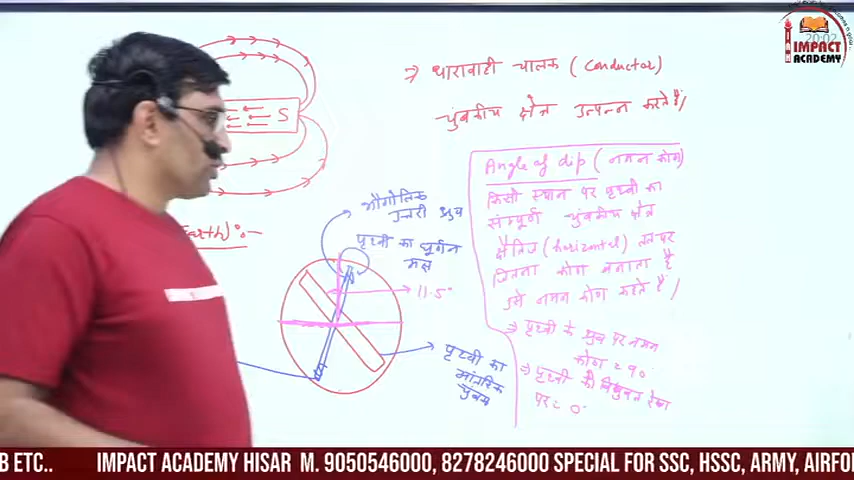 20:02
IMPACT
ACADEMY
⇒ धारावाही चालक (Conductor)
चुंबकीय क्षेत्र उत्पन्न करते हैं।
S
Earth):-
भौगोलिक
उत्तरी ध्रुव
पृथ्वी का घूर्णन
अक्ष
11.5°
पृथ्वी का
आंतरिक
चुंबक
Angle of dip (नमन कोण)
किसी स्थान पर पृथ्वी का
संपूर्ण चुंबकीय क्षेत्र
क्षैतिज (horizontal) तल पर
जितना कोण बनाता है
उसे नमन कोण कहते हैं।
⇒ पृथ्वी के ध्रुव पर नमन
कोण = 90°
⇒ पृथ्वी की विषुवत रेखा
पर = 0°
B ETC.. IMPACT ACADEMY HISAR M. 9050546000, 8278246000 SPECIAL FOR SSC, HSSC, ARMY, AIRFOR